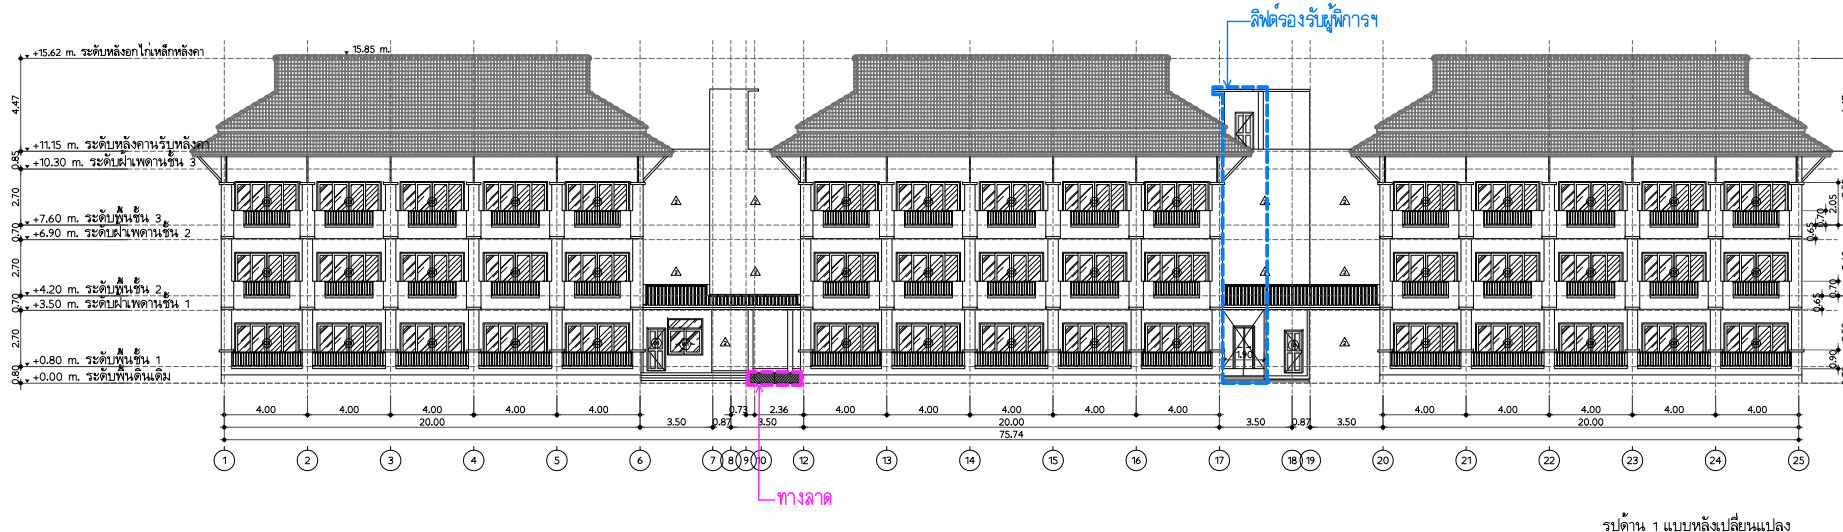 ลิฟต์รองรับผู้พิการฯ
+15.62 m. ระดับหลังอกไก่เหล็กหลังคา
15.85 m.
4.47
+11.15 m. ระดับหลังคานรับหลังคา
0.85
+10.30 m. ระดับฝ้าเพดานชั้น 3
2.70
+7.60 m. ระดับพื้นชั้น 3
0.70
+6.90 m. ระดับฝ้าเพดานชั้น 2
2.70
+4.20 m. ระดับพื้นชั้น 2
0.70
+3.50 m. ระดับฝ้าเพดานชั้น 1
2.70
+0.80 m. ระดับพื้นชั้น 1
0.80
+0.00 m. ระดับพื้นดินเดิม
1.90
2.05
0.70
0.65
0.70
0.65
0.90
4.00 4.00 4.00 4.00 4.00 0.73 2.36 4.00 4.00 4.00 4.00 4.00 4.00 4.00 4.00 4.00 4.00
20.00 3.50 0.87 3.50 20.00 3.50 0.87 3.50 20.00
75.74
1 2 3 4 5 6 7 8 9 10 12 13 14 15 16 17 18 19 20 21 22 23 24 25
ทางลาด
รูปด้าน 1 แบบหลังเปลี่ยนแปลง